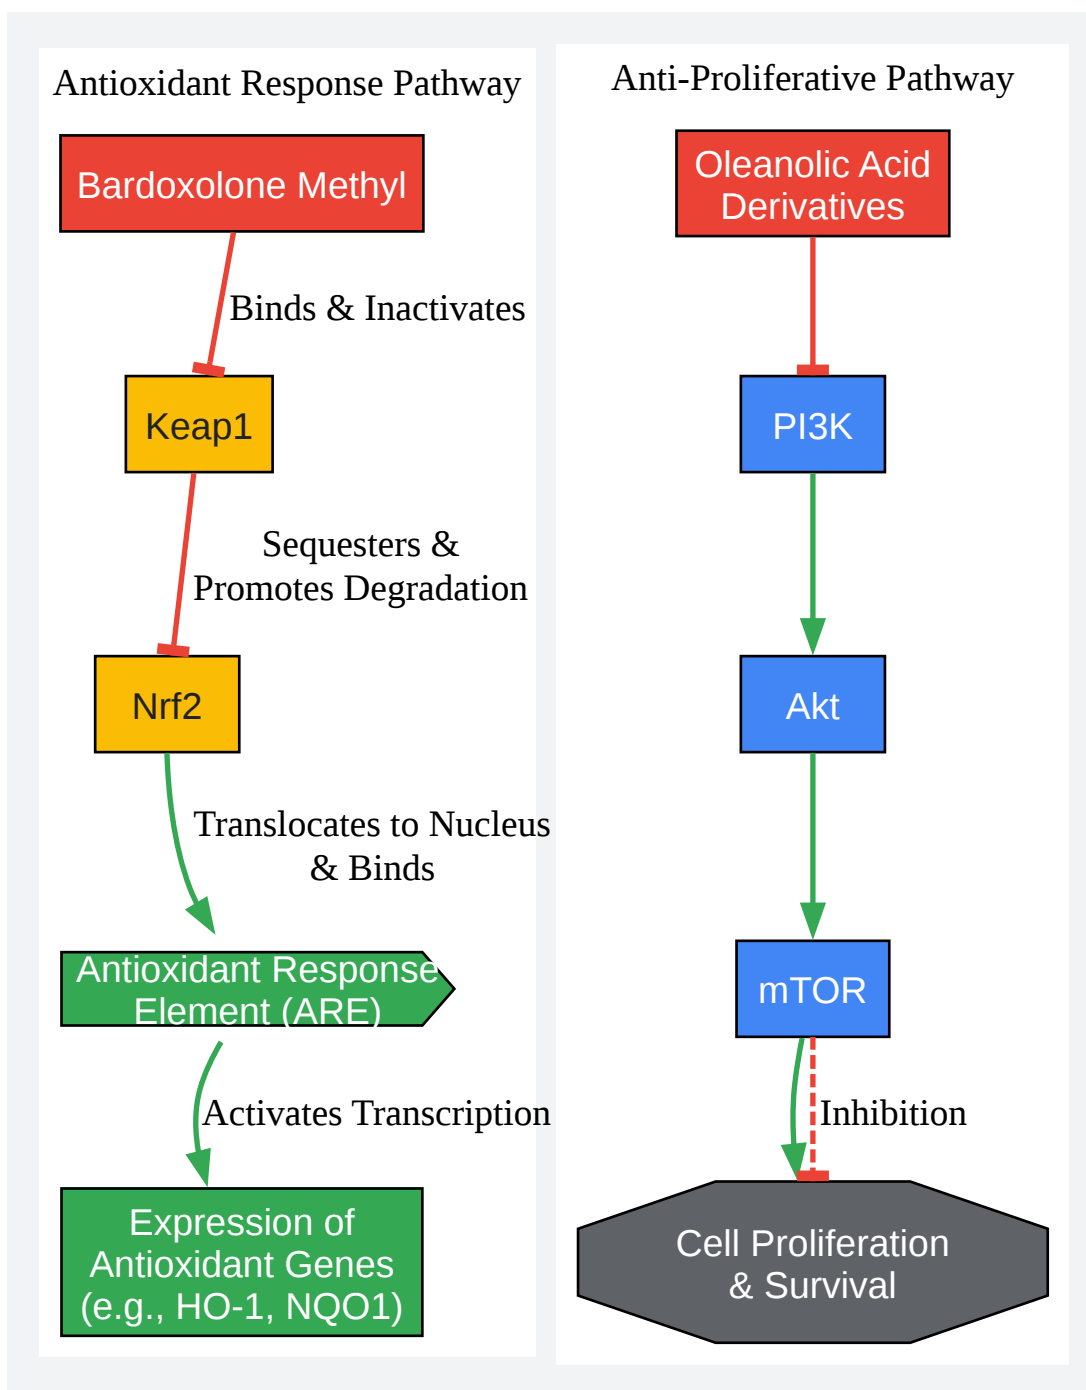 Antioxidant Response Pathway
Bardoxolone Methyl
Binds & Inactivates
Keap1
Sequesters &
Promotes Degradation
Nrf2
Translocates to Nucleus
& Binds
Antioxidant Response
Element (ARE)
Activates Transcription
Expression of
Antioxidant Genes
(e.g., HO-1, NQO1)
Anti-Proliferative Pathway
Oleanolic Acid
Derivatives
PI3K
Akt
mTOR
Inhibition
Cell Proliferation
& Survival